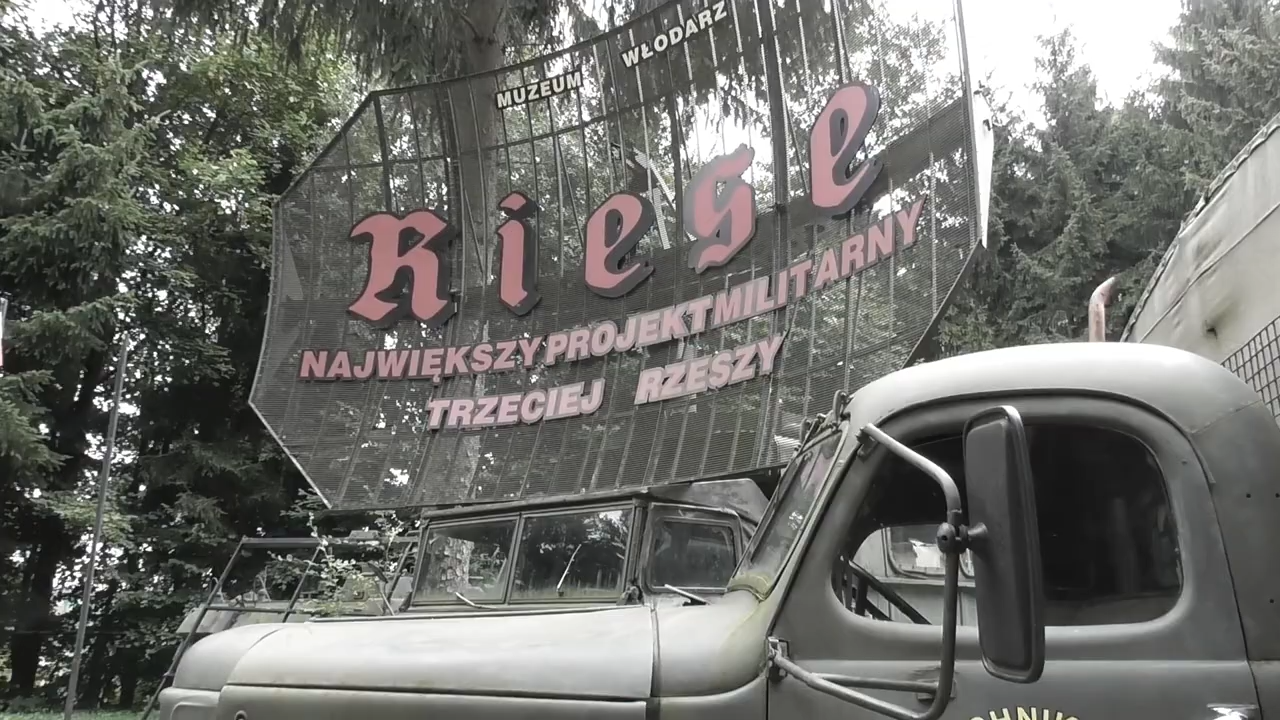 MUZEUM WŁODARZ
Riese
NAJWIĘKSZY PROJEKT MILITARNY
TRZECIEJ RZESZY